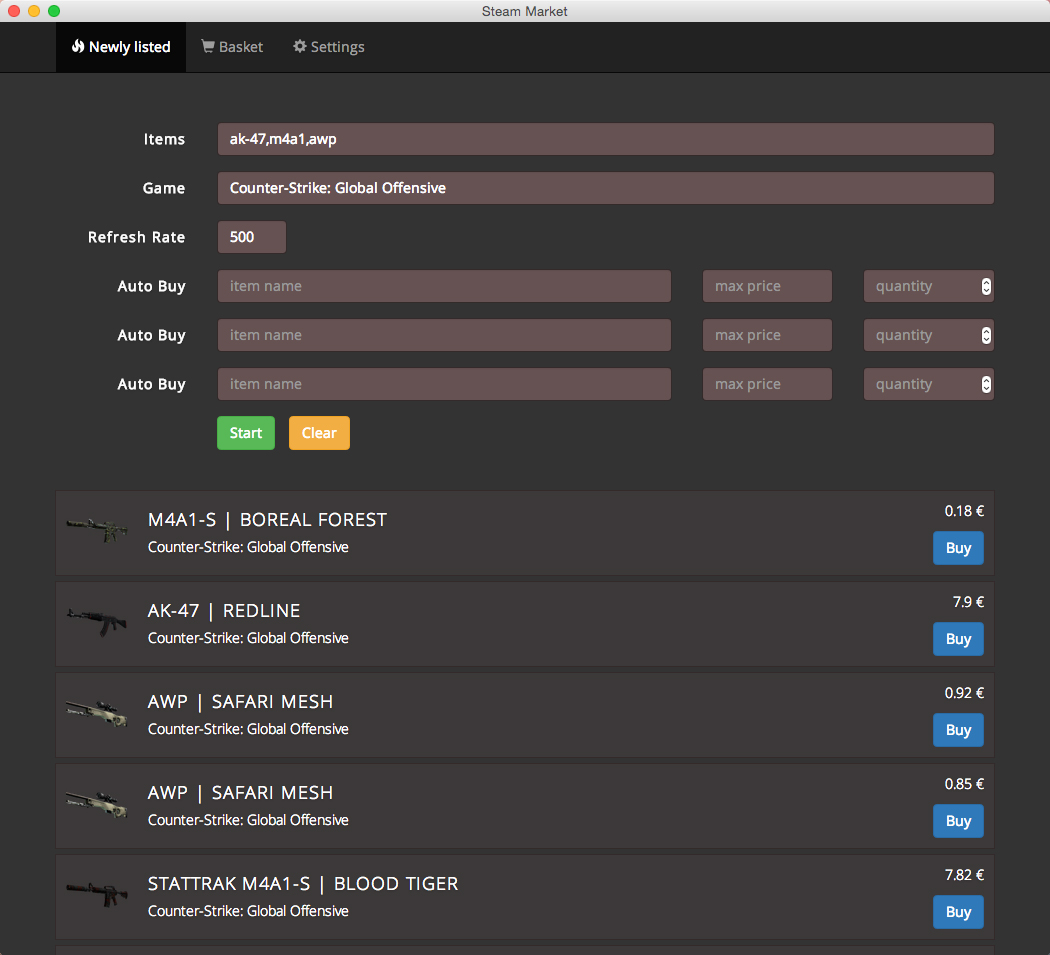 Steam Market
Newly listed Basket Settings
Items ak-47,m4a1,awp
Game Counter-Strike: Global Offensive
Refresh Rate 500
Auto Buy item name max price quantity
Auto Buy item name max price quantity
Auto Buy item name max price quantity
Start Clear
M4A1-S | BOREAL FOREST 0.18 €
Counter-Strike: Global Offensive Buy
AK-47 | REDLINE 7.9 €
Counter-Strike: Global Offensive Buy
AWP | SAFARI MESH 0.92 €
Counter-Strike: Global Offensive Buy
AWP | SAFARI MESH 0.85 €
Counter-Strike: Global Offensive Buy
STATTRAK M4A1-S | BLOOD TIGER 7.82 €
Counter-Strike: Global Offensive Buy